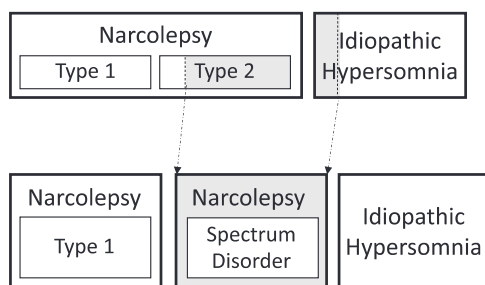 Narcolepsy
Type 1
Type 2
Idiopathic
Hypersomnia
Narcolepsy
Type 1
Narcolepsy
Spectrum
Disorder
Idiopathic
Hypersomnia